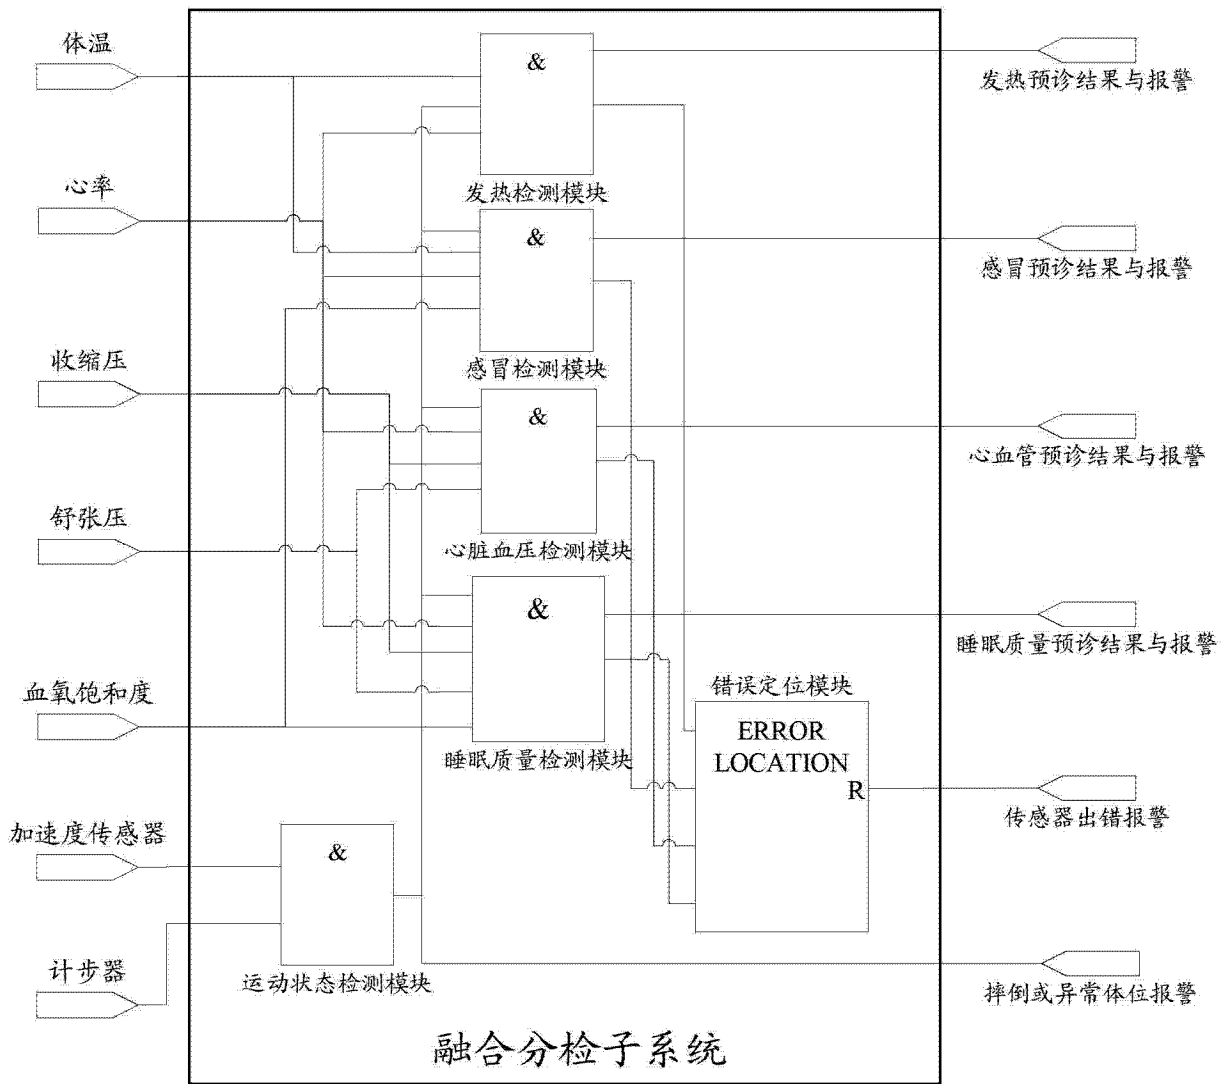 体温
&
发热预诊结果与报警
心率
发热检测模块
&
感冒预诊结果与报警
收缩压
感冒检测模块
&
心血管预诊结果与报警
舒张压
心脏血压检测模块
&
睡眠质量预诊结果与报警
血氧饱和度
错误定位模块
ERROR
LOCATION
睡眠质量检测模块
R
传感器出错报警
加速度传感器
&
计步器
运动状态检测模块
摔倒或异常体位报警
融合分检子系统